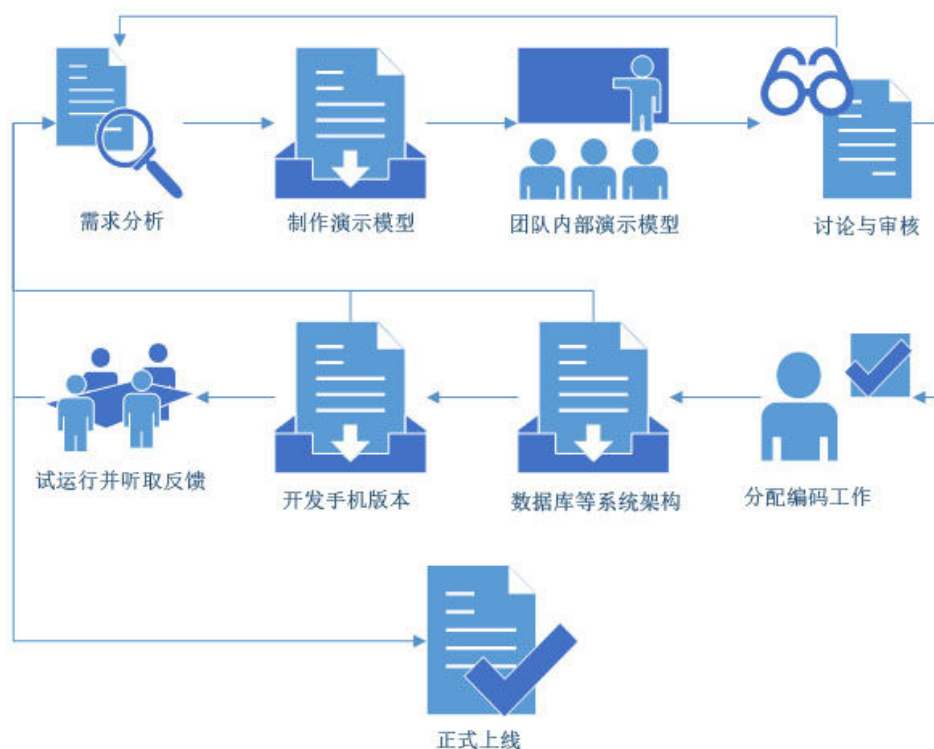 需求分析
制作演示模型
团队内部演示模型
讨论与审核
试运行并听取反馈
开发手机版本
数据库等系统架构
分配编码工作
正式上线